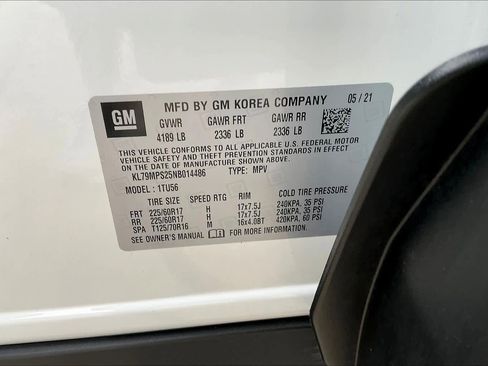 GM
MFD BY GM KOREA COMPANY 05/21
GVWR GAWR FRT GAWR RR
4189 LB 2336 LB 2336 LB
THIS VEHICLE CONFORMS TO ALL APPLICABLE U.S. FEDERAL MOTOR
VEHICLE SAFETY, BUMPER, AND THEFT PREVENTION STANDARDS
IN EFFECT ON THE DATE OF MANUFACTURE SHOWN ABOVE.
KL79MPS25NB014486 TYPE: MPV
MODEL: 1TU56
TIRE SIZE SPEED RTG RIM COLD TIRE PRESSURE
FRT 225/60R17 H 17x7.5J 240KPA, 35 PSI
RR 225/60R17 H 17x7.5J 240KPA, 35 PSI
SPA T125/70R16 M 16x4.0BT 420KPA, 60 PSI
SEE OWNER'S MANUAL FOR MORE INFORMATION.